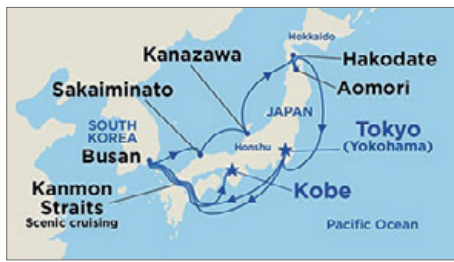 Hokkaido
Kanazawa
Hakodate
Aomori
Sakaiminato
JAPAN
SOUTH
KOREA
Busan
Honshu
Tokyo
(Yokohama)
Kanmon
Straits
Scenic cruising
Kobe
Pacific Ocean